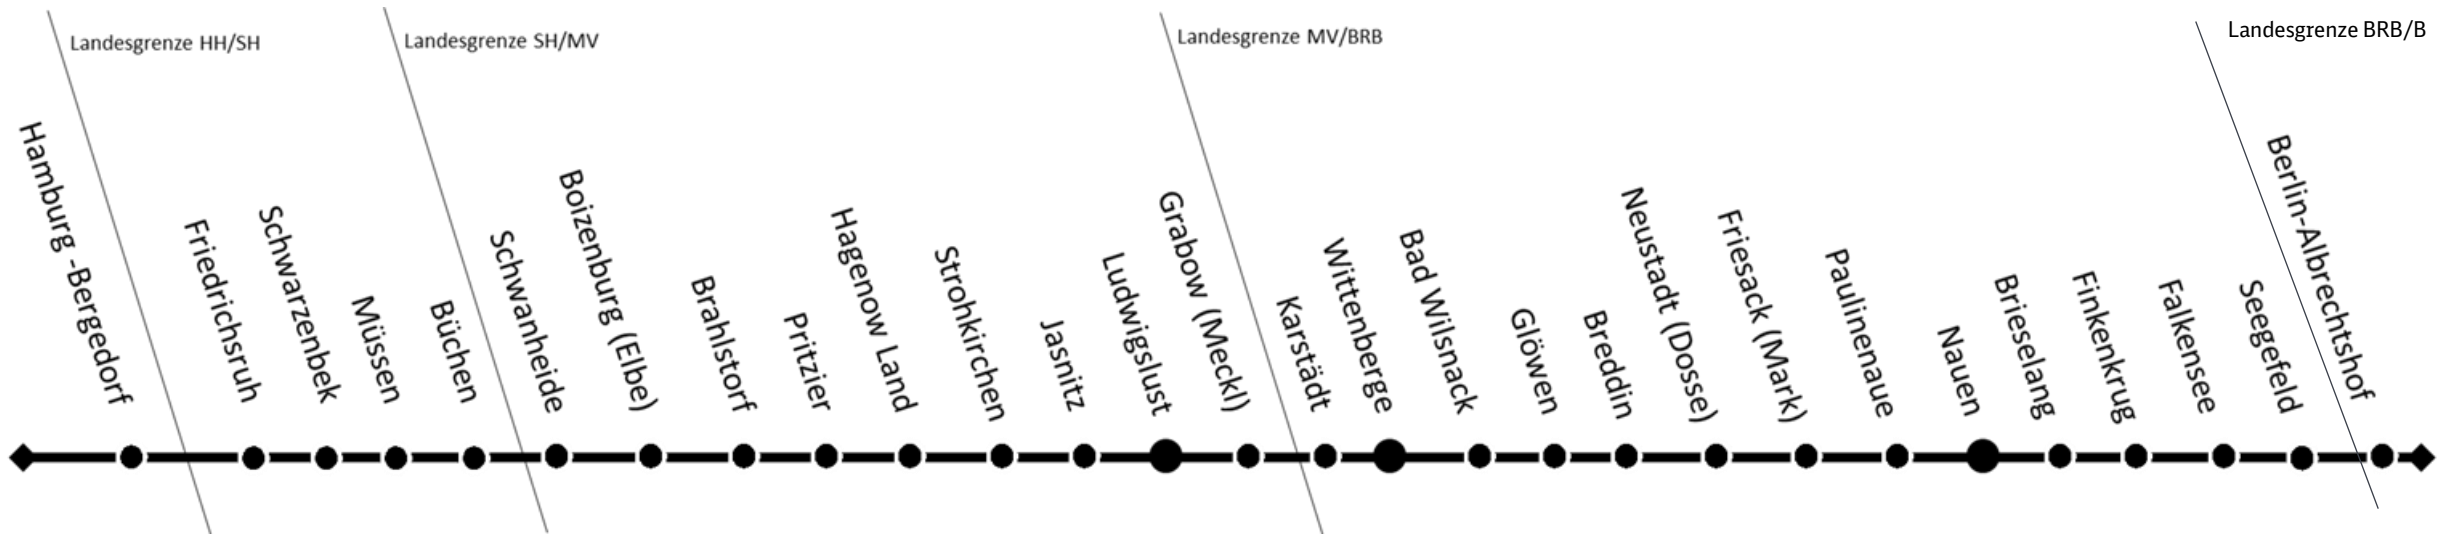 Landesgrenze HH/SH
Landesgrenze SH/MV
Landesgrenze MV/BRB
Landesgrenze BRB/B
Hamburg -Bergedorf
Friedrichsruh
Schwarzenbek
Müssen
Büchen
Schwanheide
Boizenburg (Elbe)
Brahlstorf
Pritzier
Hagenow Land
Strohkirchen
Jasnitz
Ludwigslust
Grabow (Meckl)
Karstädt
Wittenberge
Bad Wilsnack
Glöwen
Breddin
Neustadt (Dosse)
Friesack (Mark)
Paulinenaue
Nauen
Brieselang
Finkenkrug
Falkensee
Seegefeld
Berlin-Albrechtshof